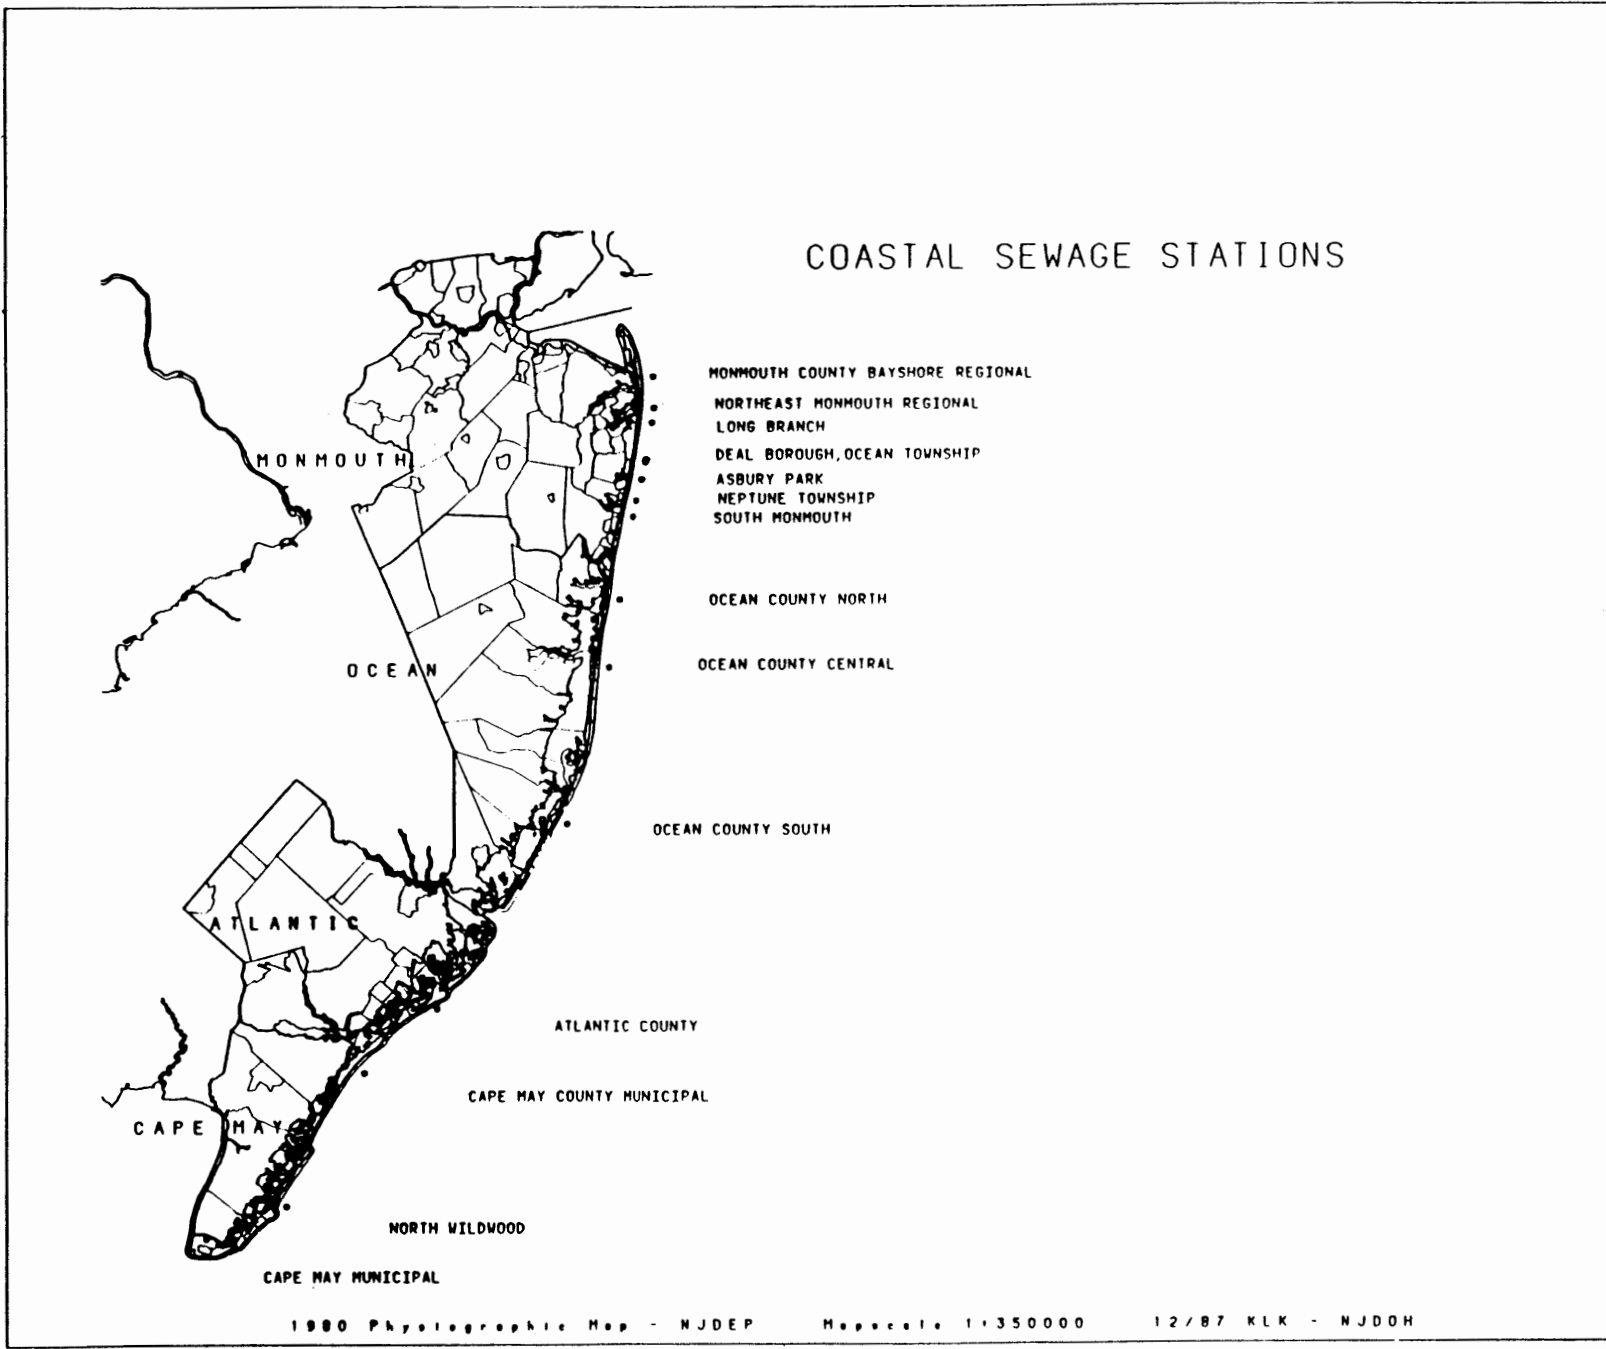 COASTAL SEWAGE STATIONS
MONMOUTH COUNTY BAYSHORE REGIONAL
NORTHEAST MONMOUTH REGIONAL
LONG BRANCH
DEAL BOROUGH, OCEAN TOWNSHIP
MONMOUTH
ASBURY PARK
NEPTUNE TOWNSHIP
SOUTH MONMOUTH
OCEAN COUNTY NORTH
OCEAN COUNTY CENTRAL
OCEAN
OCEAN COUNTY SOUTH
ATLANTIC
ATLANTIC COUNTY
CAPE MAY COUNTY MUNICIPAL
CAPE MAY
NORTH WILDWOOD
CAPE MAY MUNICIPAL
1980 Physiographic Map - NJDEP Mapscale 1:350000 12/87 KLK - NJDOH